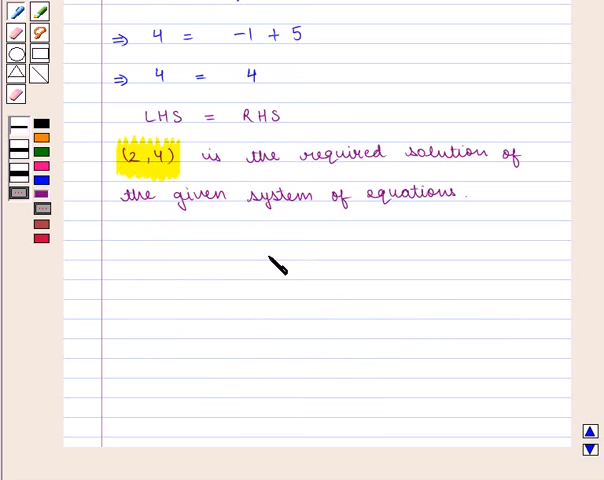 ⇒ 4 = -1 + 5
⇒ 4 = 4
LHS = RHS
(2,4) is the required solution of
the given system of equations.